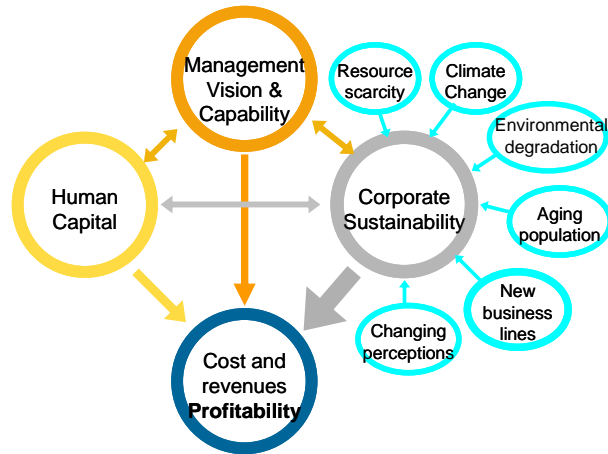 Management
Vision &
Capability
Resource
scarcity
Climate
Change
Environmental
degradation
Human
Capital
Corporate
Sustainability
Aging
population
New
business
lines
Changing
perceptions
Cost and
revenues
Profitability